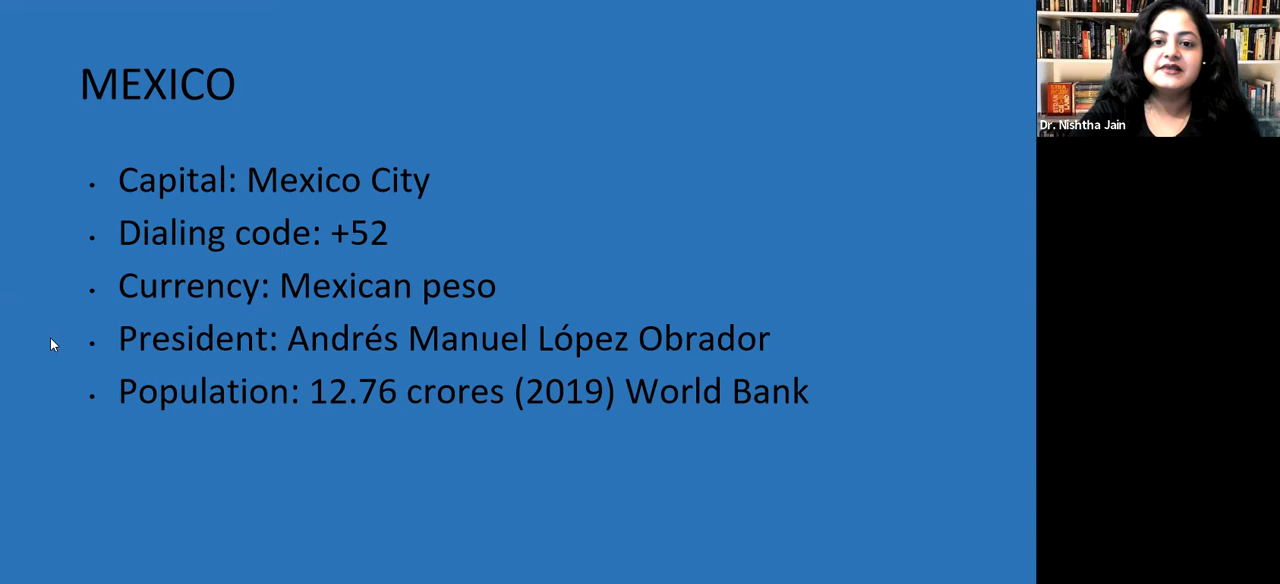 MEXICO
Capital: Mexico City
Dialing code: +52
Currency: Mexican peso
President: Andrés Manuel López Obrador
Population: 12.76 crores (2019) World Bank
Dr. Nishtha Jain